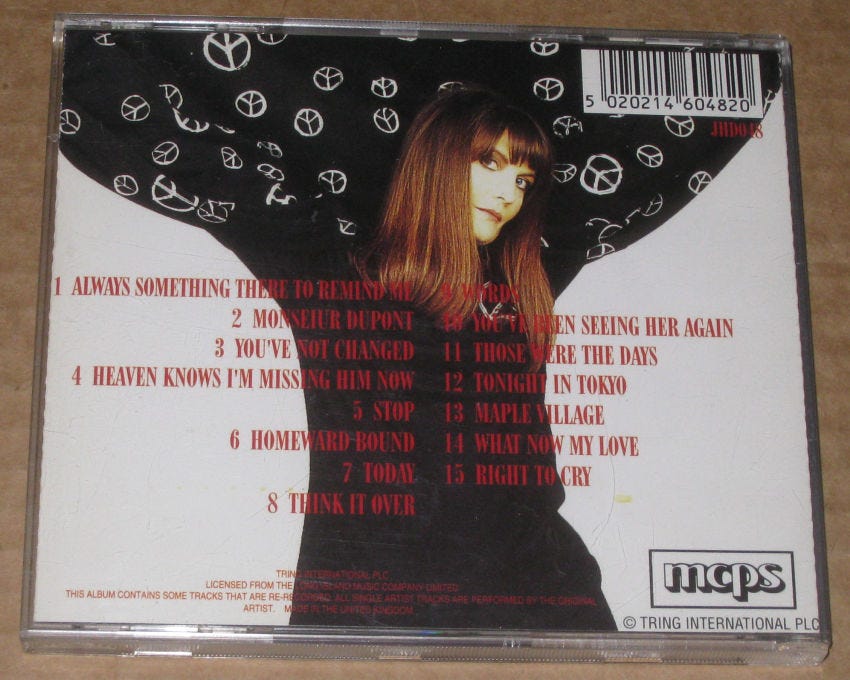 5 020214 604820
JHD048
1 ALWAYS SOMETHING THERE TO REMIND ME
2 MONSEIUR DUPONT
3 YOU'VE NOT CHANGED
4 HEAVEN KNOWS I'M MISSING HIM NOW
5 STOP
6 HOMEWARD BOUND
7 TODAY
8 THINK IT OVER
9 WORDS
10 YOU'VE BEEN SEEING HER AGAIN
11 THOSE WERE THE DAYS
12 TONIGHT IN TOKYO
13 MAPLE VILLAGE
14 WHAT NOW MY LOVE
15 RIGHT TO CRY
TRING INTERNATIONAL PLC
LICENSED FROM THE LONG ISLAND MUSIC COMPANY LIMITED.
THIS ALBUM CONTAINS SOME TRACKS THAT ARE RE-RECORDED. ALL SINGLE ARTIST TRACKS ARE PERFORMED BY THE ORIGINAL
ARTIST. MADE IN THE UNITED KINGDOM
mcps
© TRING INTERNATIONAL PLC